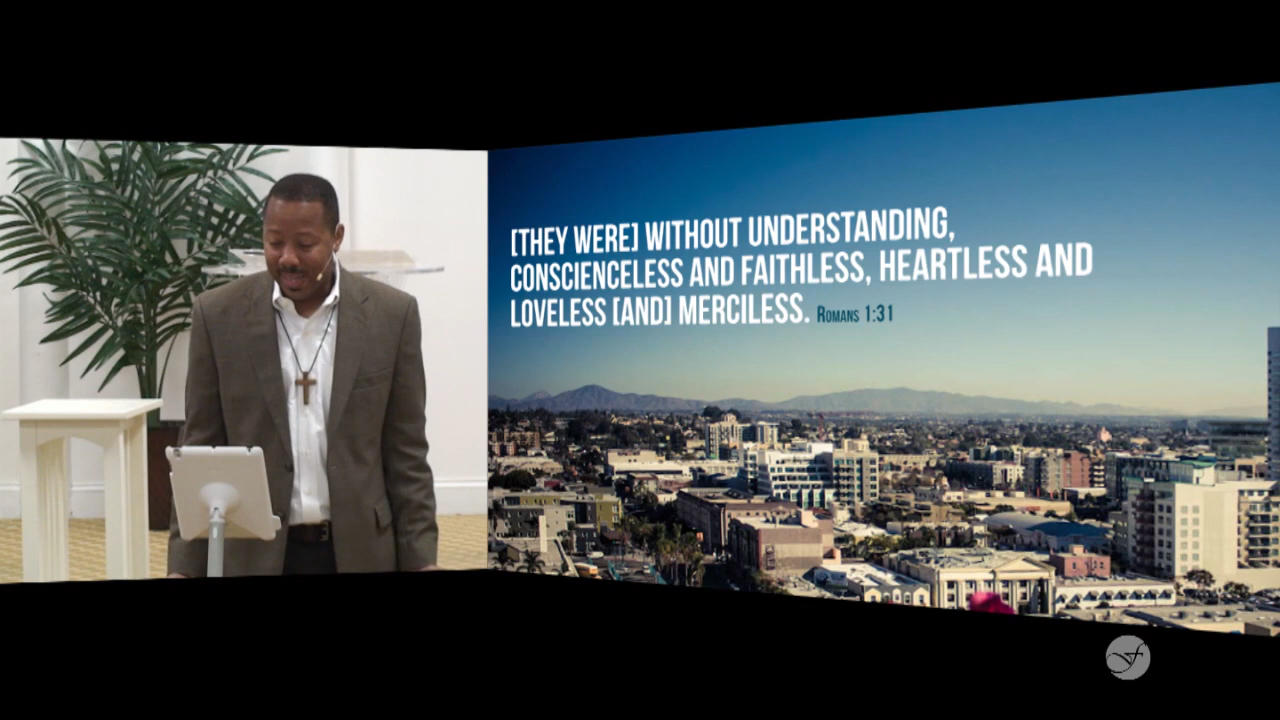 [THEY WERE] WITHOUT UNDERSTANDING,
CONSCIENCELESS AND FAITHLESS, HEARTLESS AND
LOVELESS [AND] MERCILESS. ROMANS 1:31